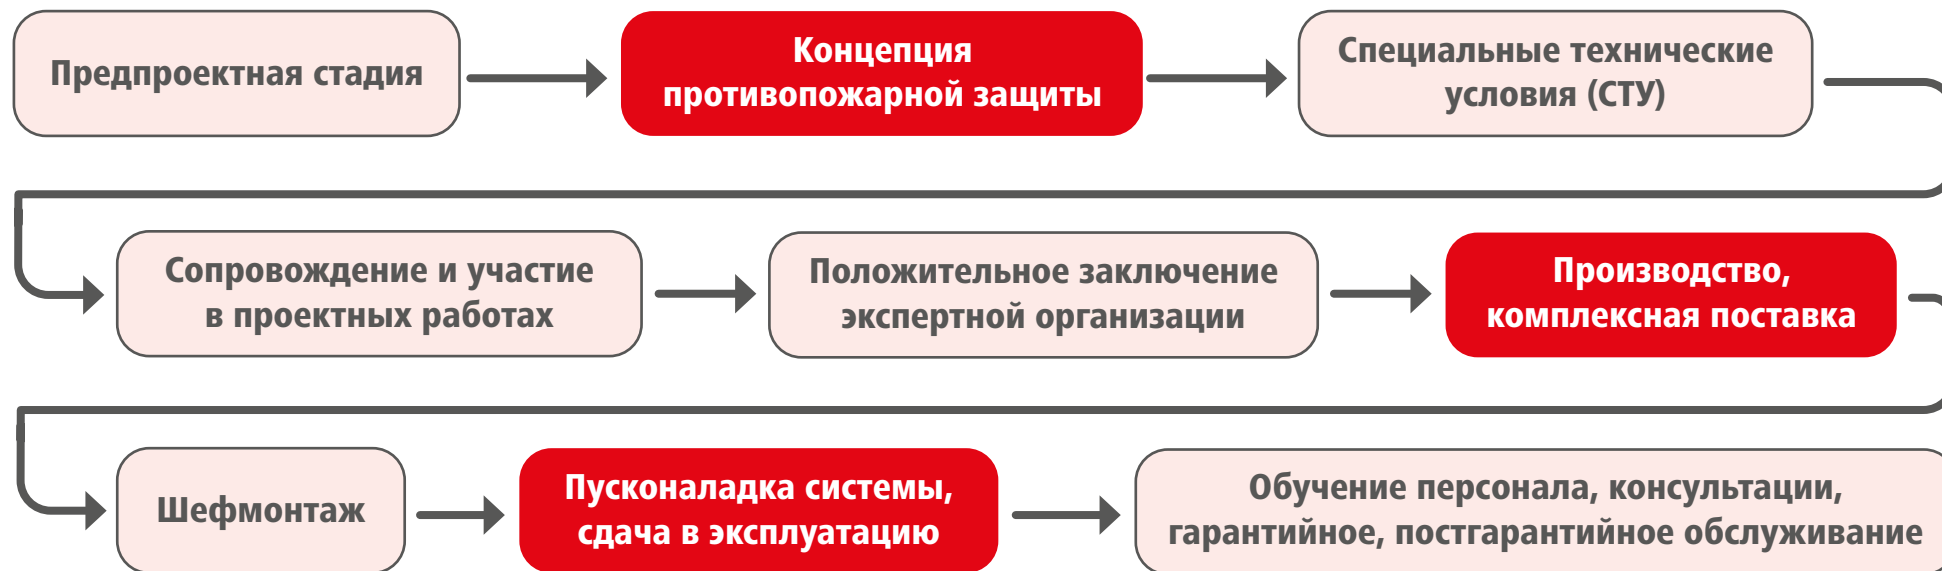 Предпроектная стадия
Концепция
противопожарной защиты
Специальные технические
условия (СТУ)
Сопровождение и участие
в проектных работах
Положительное заключение
экспертной организации
Производство,
комплексная поставка
Шефмонтаж
Пусконаладка системы,
сдача в эксплуатацию
Обучение персонала, консультации,
гарантийное, постгарантийное обслуживание